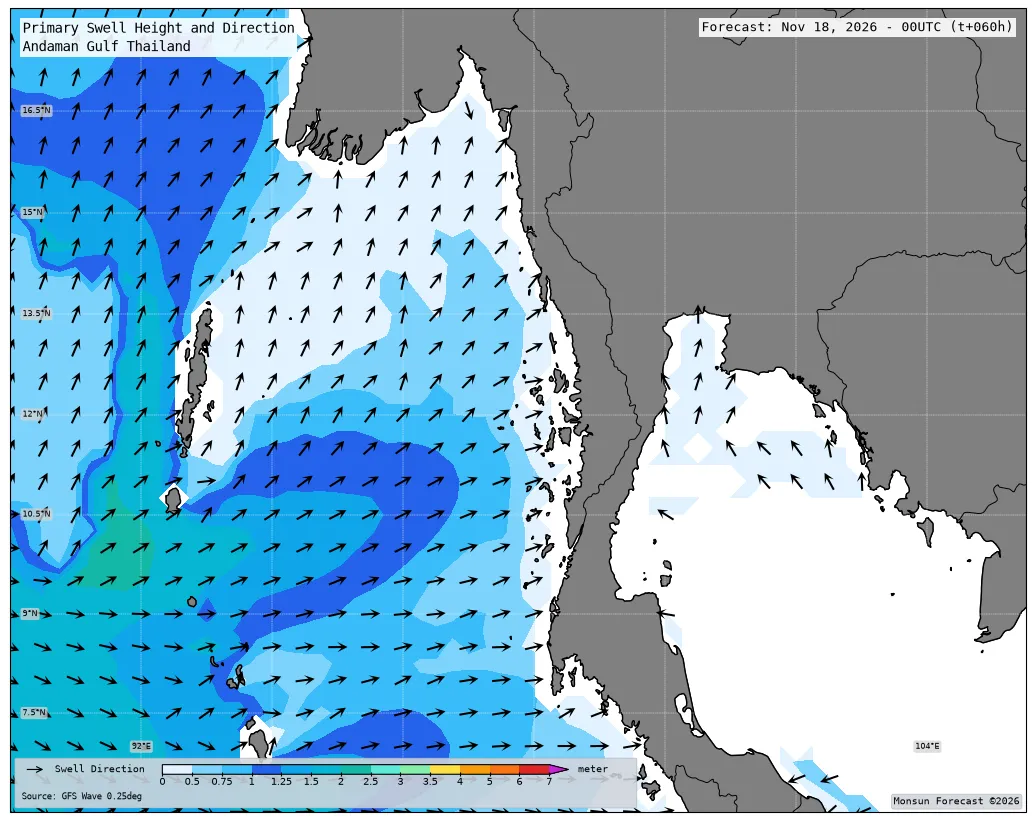 Primary Swell Height and Direction
Andaman Gulf Thailand
Forecast: Nov 18, 2026 - 00UTC (t+060h)
16.5°N
15°N
13.5°N
12°N
10.5°N
9°N
7.5°N
92°E
104°E
Swell Direction
0 0.5 0.75 1 1.25 1.5 2 2.5 3 3.5 4 5 6 7
meter
Source: GFS Wave 0.25deg
Monsun Forecast ©2026